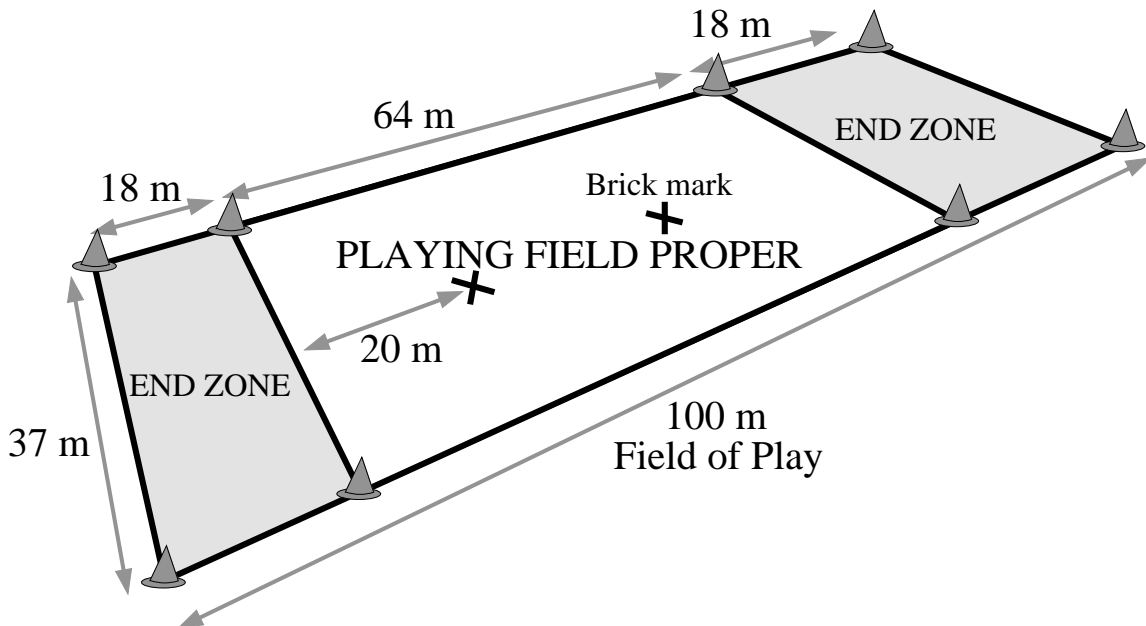 18 m
64 m
END ZONE
18 m
Brick mark
PLAYING FIELD PROPER
20 m
END ZONE
37 m
100 m
Field of Play